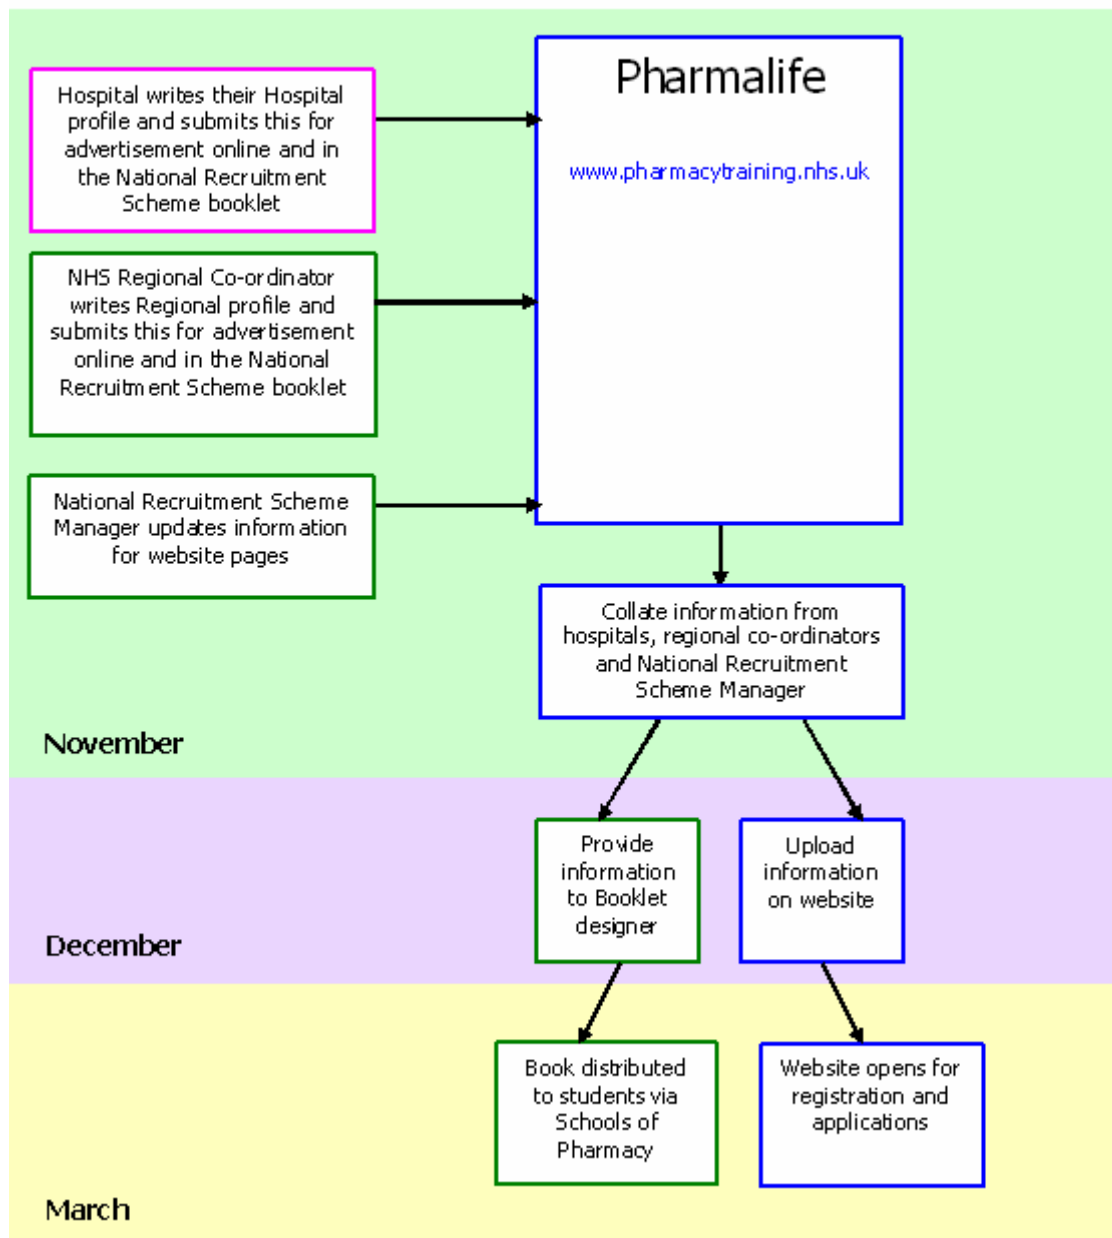 Pharmalife
www.pharmacytraining.nhs.uk
Hospital writes their Hospital
profile and submits this for
advertisement online and in
the National Recruitment
Scheme booklet
NHS Regional Co-ordinator
writes Regional profile and
submits this for advertisement
online and in the National
Recruitment Scheme booklet
National Recruitment Scheme
Manager updates information
for website pages
Collate information from
hospitals, regional co-ordinators
and National Recruitment
Scheme Manager
November
Provide
information
to Booklet
designer
Upload
information
on website
December
Book distributed
to students via
Schools of
Pharmacy
Website opens for
registration and
applications
March